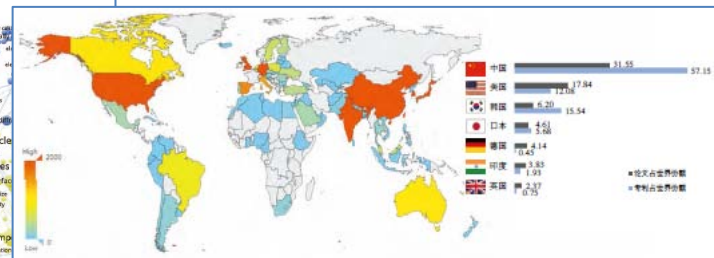 High
2000
0
Low
中国
31.55
57.15
美国
17.84
12.08
韩国
6.20
15.54
日本
4.61
5.68
德国
4.14
0.45
印度
3.83
1.93
英国
2.37
0.75
■论文占世界份额
■专利占世界份额